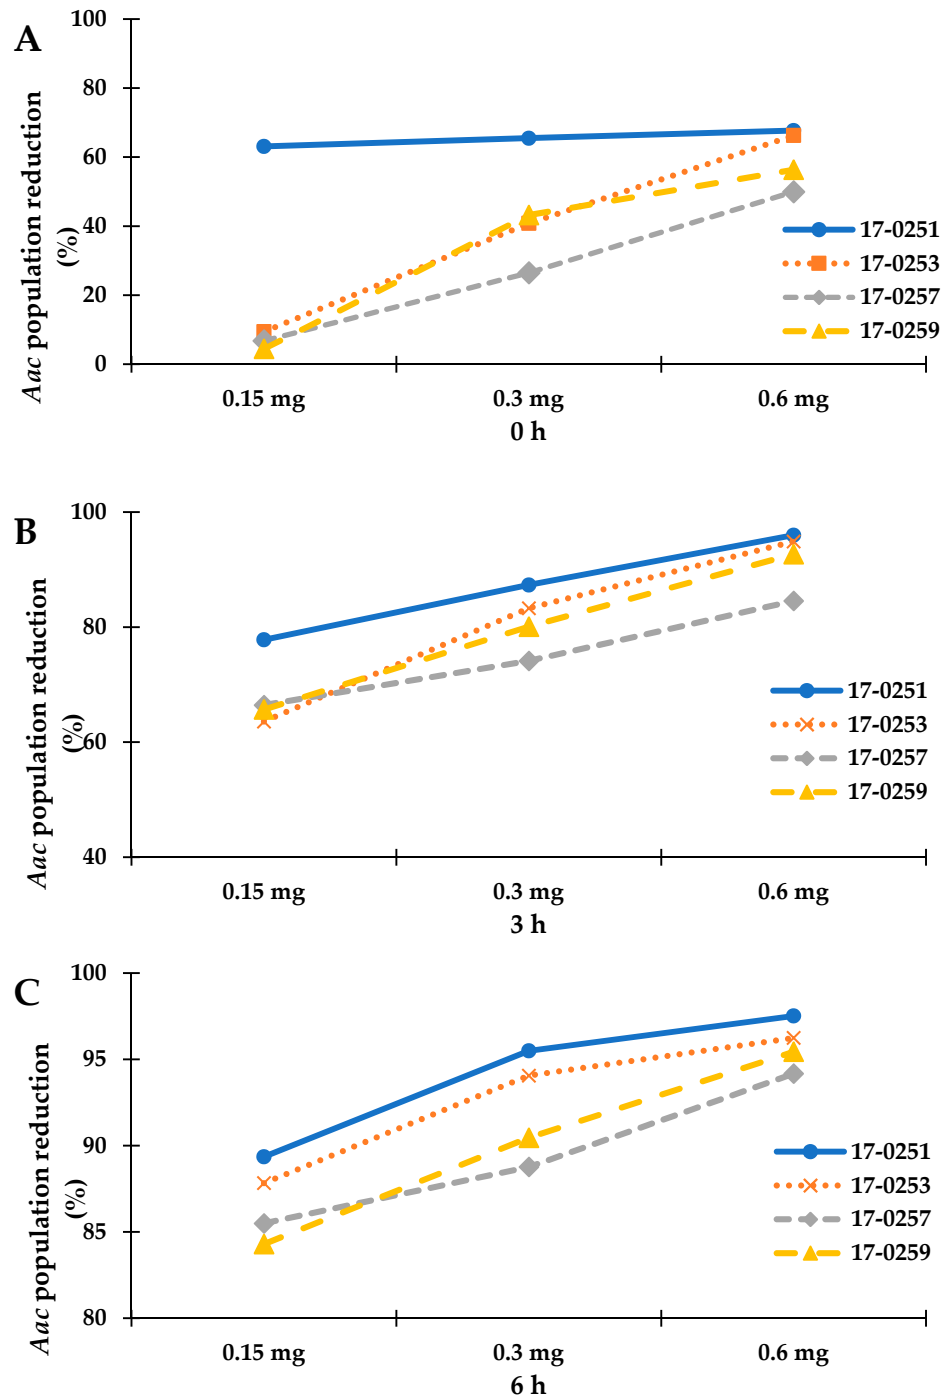 A
Aac population reduction
(%)
100
80
60
40
20
0
17-0251
17-0253
17-0257
17-0259
0.15 mg 0.3 mg 0.6 mg
0 h
B
Aac population reduction
(%)
100
80
60
40
17-0251
17-0253
17-0257
17-0259
0.15 mg 0.3 mg 0.6 mg
3 h
C
Aac population reduction
(%)
100
95
90
85
80
17-0251
17-0253
17-0257
17-0259
0.15 mg 0.3 mg 0.6 mg
6 h